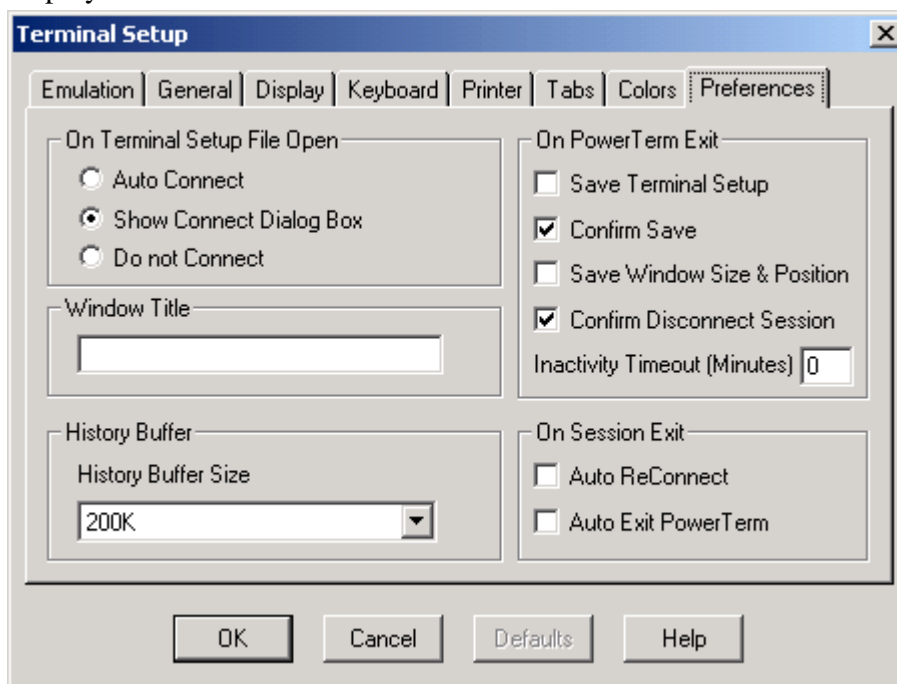 Terminal Setup
Emulation General Display Keyboard Printer Tabs Colors Preferences
On Terminal Setup File Open
Auto Connect
Show Connect Dialog Box
Do not Connect
Window Title
History Buffer
History Buffer Size
200K
On PowerTerm Exit
Save Terminal Setup
Confirm Save
Save Window Size & Position
Confirm Disconnect Session
Inactivity Timeout (Minutes) 0
On Session Exit
Auto ReConnect
Auto Exit PowerTerm
OK Cancel Defaults Help